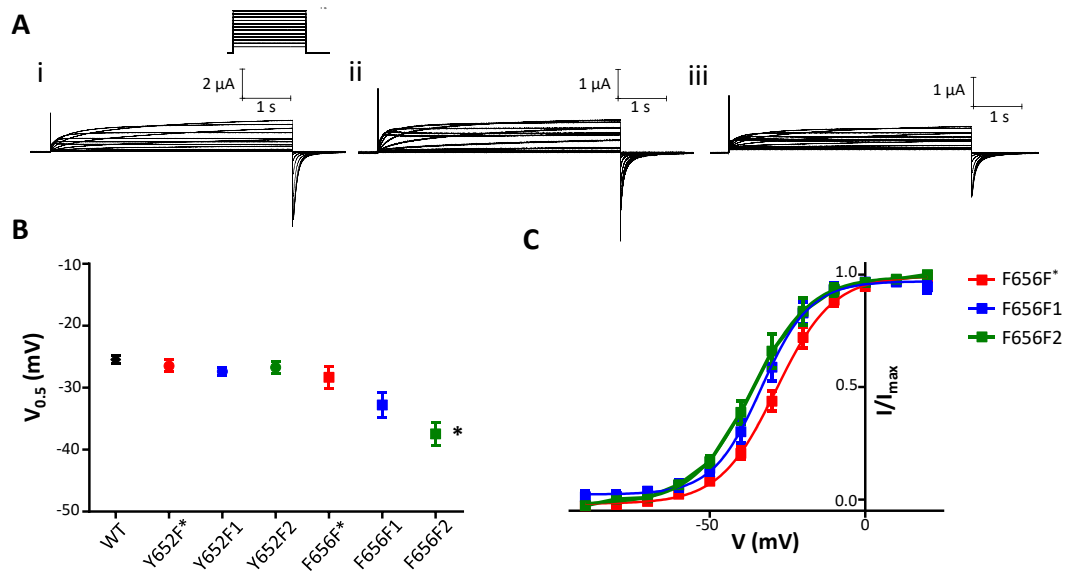 A
i
2 µA
1 s
ii
1 µA
1 s
iii
1 µA
1 s
B
V0.5 (mV)
-10
-20
-30
-40
-50
*
WT
Y652F*
Y652F1
Y652F2
F656F*
F656F1
F656F2
C
1.0
0.5
0.0
I/Imax
-50
0
V (mV)
F656F*
F656F1
F656F2